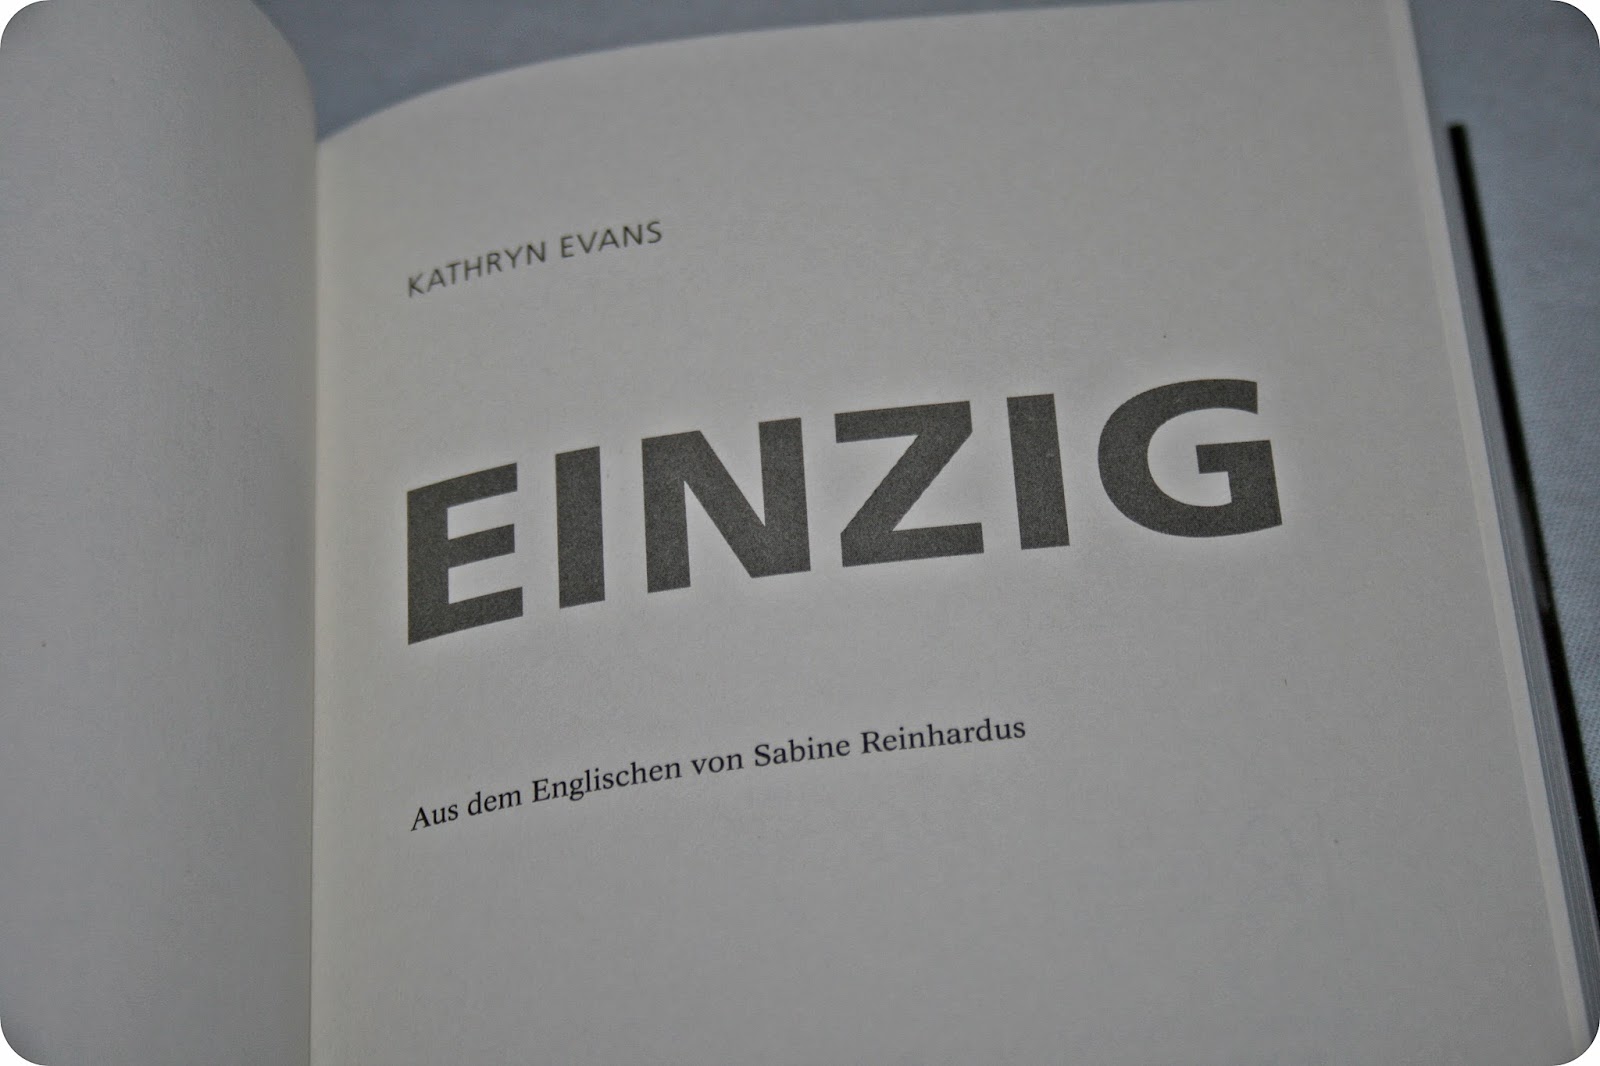 KATHRYN EVANS
EINZIG
Aus dem Englischen von Sabine Reinhardus